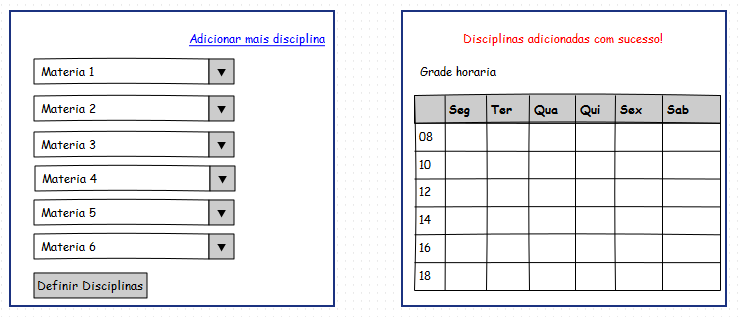 Adicionar mais disciplina
Materia 1
Materia 2
Materia 3
Materia 4
Materia 5
Materia 6
Definir Disciplinas
Disciplinas adicionadas com sucesso!
Grade horaria
Seg Ter Qua Qui Sex Sab
08
10
12
14
16
18